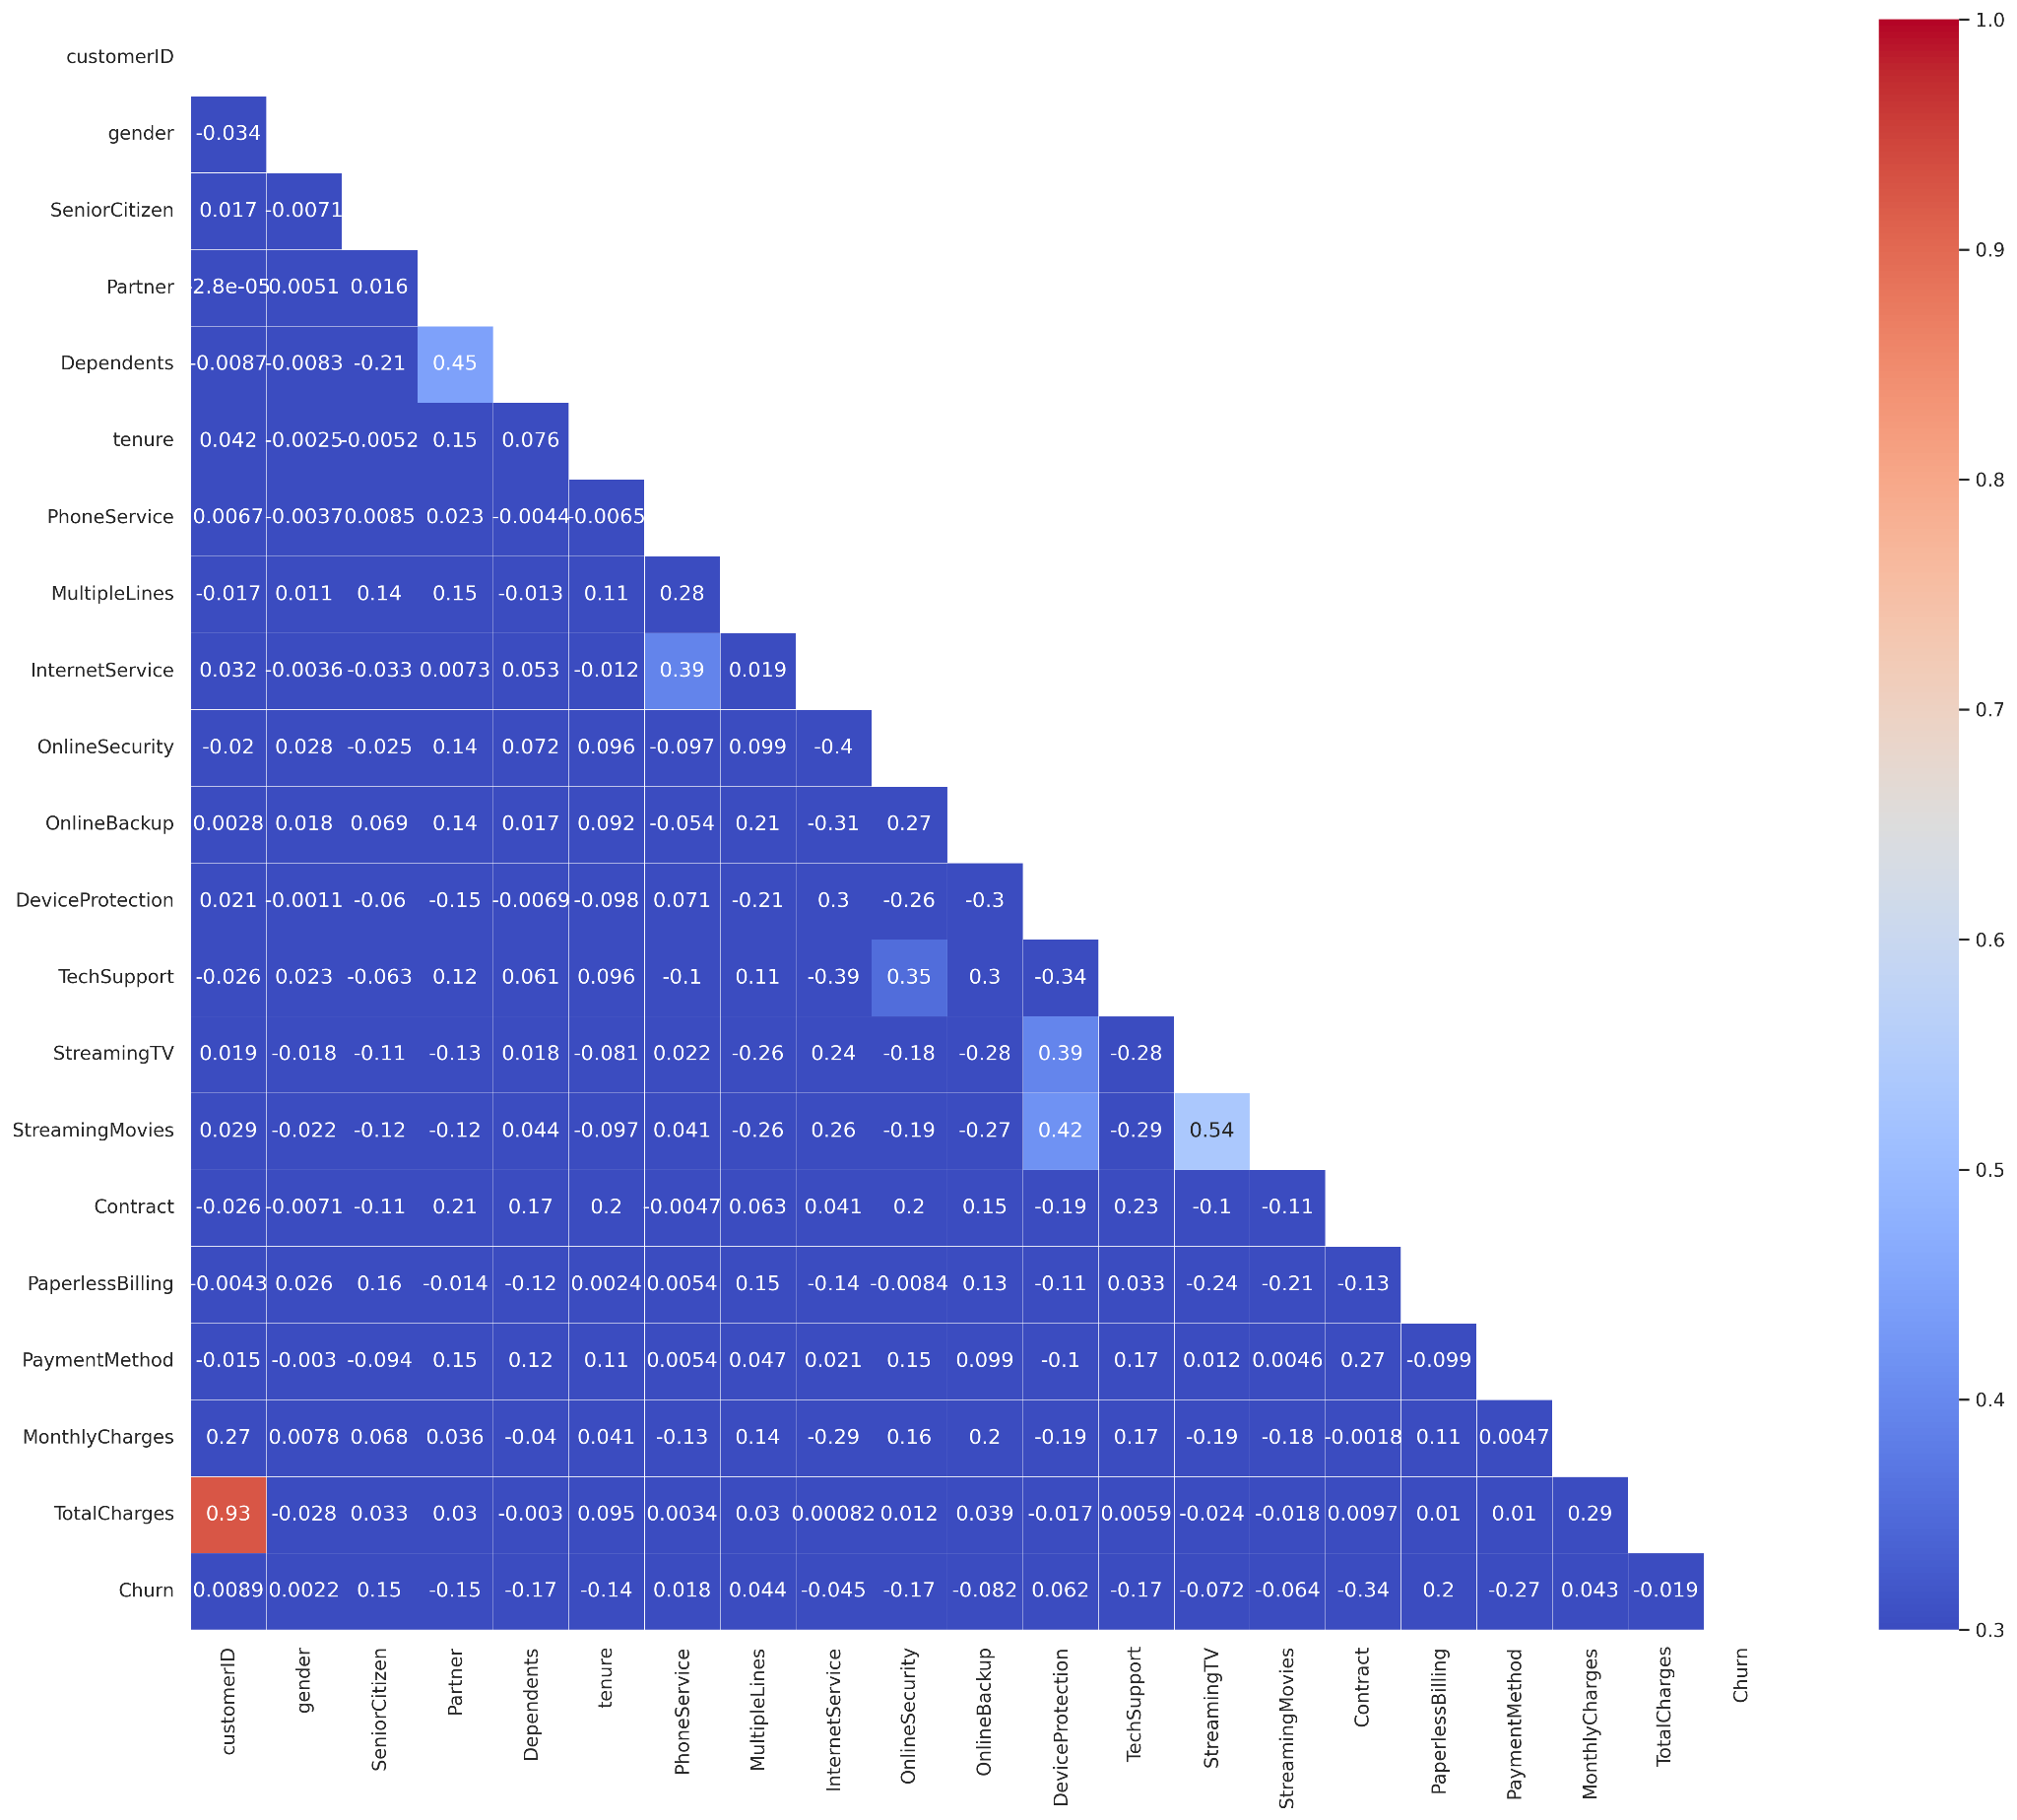 customerID
gender -0.034
SeniorCitizen 0.017 -0.0071
Partner -2.8e-05 0.0051 0.016
Dependents -0.0087 -0.0083 -0.21 0.45
tenure 0.042 -0.0025 -0.0052 0.15 0.076
PhoneService 0.0067 -0.0037 0.0085 0.023 -0.0044 -0.0065
MultipleLines -0.017 0.011 0.14 0.15 -0.013 0.11 0.28
InternetService 0.032 -0.0036 -0.033 0.0073 0.053 -0.012 0.39 0.019
OnlineSecurity -0.02 0.028 -0.025 0.14 0.072 0.096 -0.097 0.099 -0.4
OnlineBackup 0.0028 0.018 0.069 0.14 0.017 0.092 -0.054 0.21 -0.31 0.27
DeviceProtection 0.021 -0.0011 -0.06 -0.15 -0.0069 -0.098 0.071 -0.21 0.3 -0.26 -0.3
TechSupport -0.026 0.023 -0.063 0.12 0.061 0.096 -0.1 0.11 -0.39 0.35 0.3 -0.34
StreamingTV 0.019 -0.018 -0.11 -0.13 0.018 -0.081 0.022 -0.26 0.24 -0.18 -0.28 0.39 -0.28
StreamingMovies 0.029 -0.022 -0.12 -0.12 0.044 -0.097 0.041 -0.26 0.26 -0.19 -0.27 0.42 -0.29 0.54
Contract -0.026 -0.0071 -0.11 0.21 0.17 0.2 -0.0047 0.063 0.041 0.2 0.15 -0.19 0.23 -0.1 -0.11
PaperlessBilling -0.0043 0.026 0.16 -0.014 -0.12 0.0024 0.0054 0.15 -0.14 -0.0084 0.13 -0.11 0.033 -0.24 -0.21 -0.13
PaymentMethod -0.015 -0.003 -0.094 0.15 0.12 0.11 0.0054 0.047 0.021 0.15 0.099 -0.1 0.17 0.012 0.0046 0.27 -0.099
MonthlyCharges 0.27 0.0078 0.068 0.036 -0.04 0.041 -0.13 0.14 -0.29 0.16 0.2 -0.19 0.17 -0.19 -0.18 -0.0018 0.11 0.0047
TotalCharges 0.93 -0.028 0.033 0.03 -0.003 0.095 0.0034 0.03 0.00082 0.012 0.039 -0.017 0.0059 -0.024 -0.018 0.0097 0.01 0.01 0.29
Churn 0.0089 0.0022 0.15 -0.15 -0.17 -0.14 0.018 0.044 -0.045 -0.17 -0.082 0.062 -0.17 -0.072 -0.064 -0.34 0.2 -0.27 0.043 -0.019
customerID
gender
SeniorCitizen
Partner
Dependents
tenure
PhoneService
MultipleLines
InternetService
OnlineSecurity
OnlineBackup
DeviceProtection
TechSupport
StreamingTV
StreamingMovies
Contract
PaperlessBilling
PaymentMethod
MonthlyCharges
TotalCharges
Churn
1.0
0.9
0.8
0.7
0.6
0.5
0.4
0.3